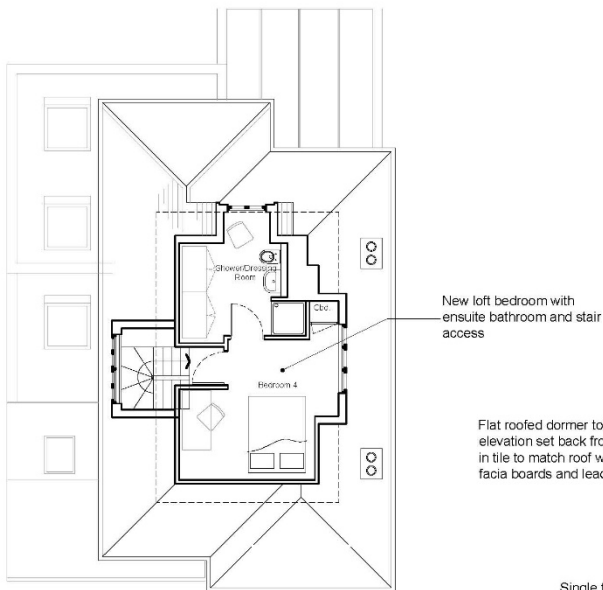 Shower/Dressing
Room
Cbd.
Bedroom 4
New loft bedroom with
ensuite bathroom and stair
access
Flat roofed dormer to
elevation set back fro
in tile to match roof w
facia boards and lead
Single